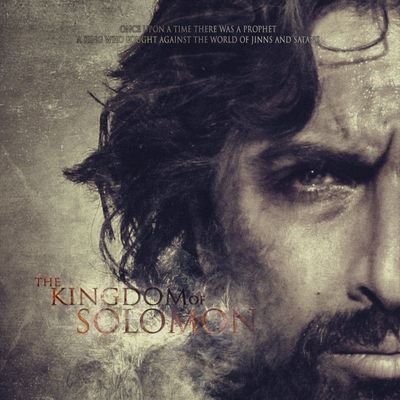 ONCE UPON A TIME THERE WAS A PROPHET
A KING WHO FOUGHT AGAINST THE WORLD OF JINNS AND SATANS
THE
KINGDOM OF
SOLOMON